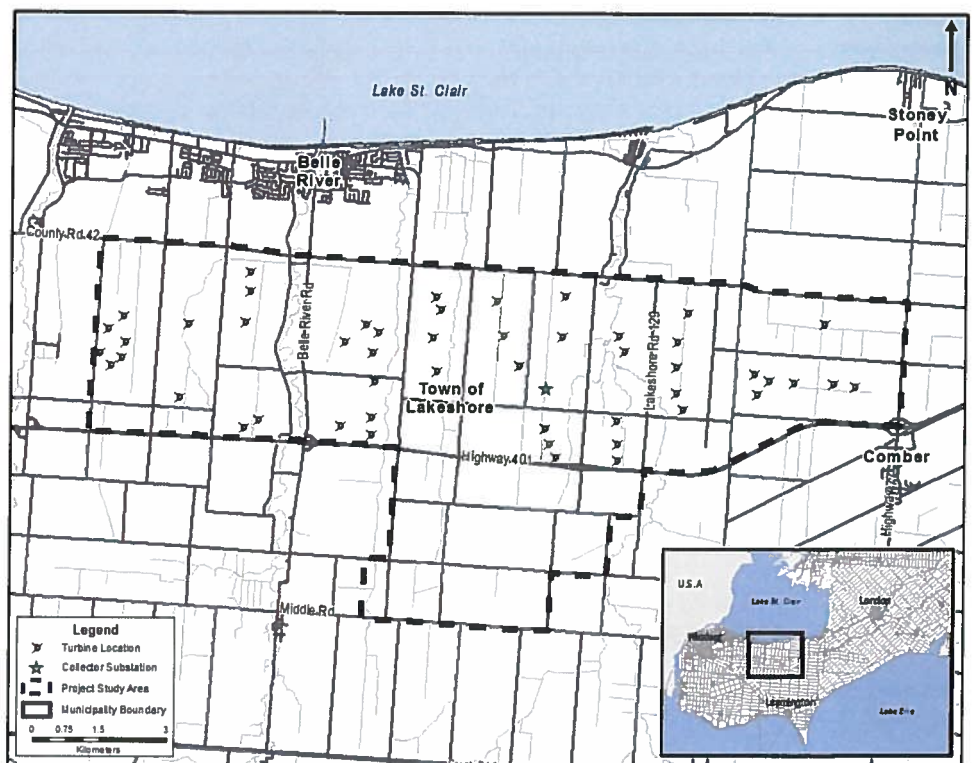 Lake St. Clair
N
Stoney
Point
Belle
River
County Rd 42
Belle River Rd
Lakeshore Rd 129
Town of
Lakeshore
Highway 401
Comber
Middle Rd
Legend
Turbine Location
Collector Substation
Project Study Area
Municipality Boundary
0 0.75 1.5 3
Kilometers
U.S.A
Lake St. Clair
London
Windsor
Leamington
Lake Erie